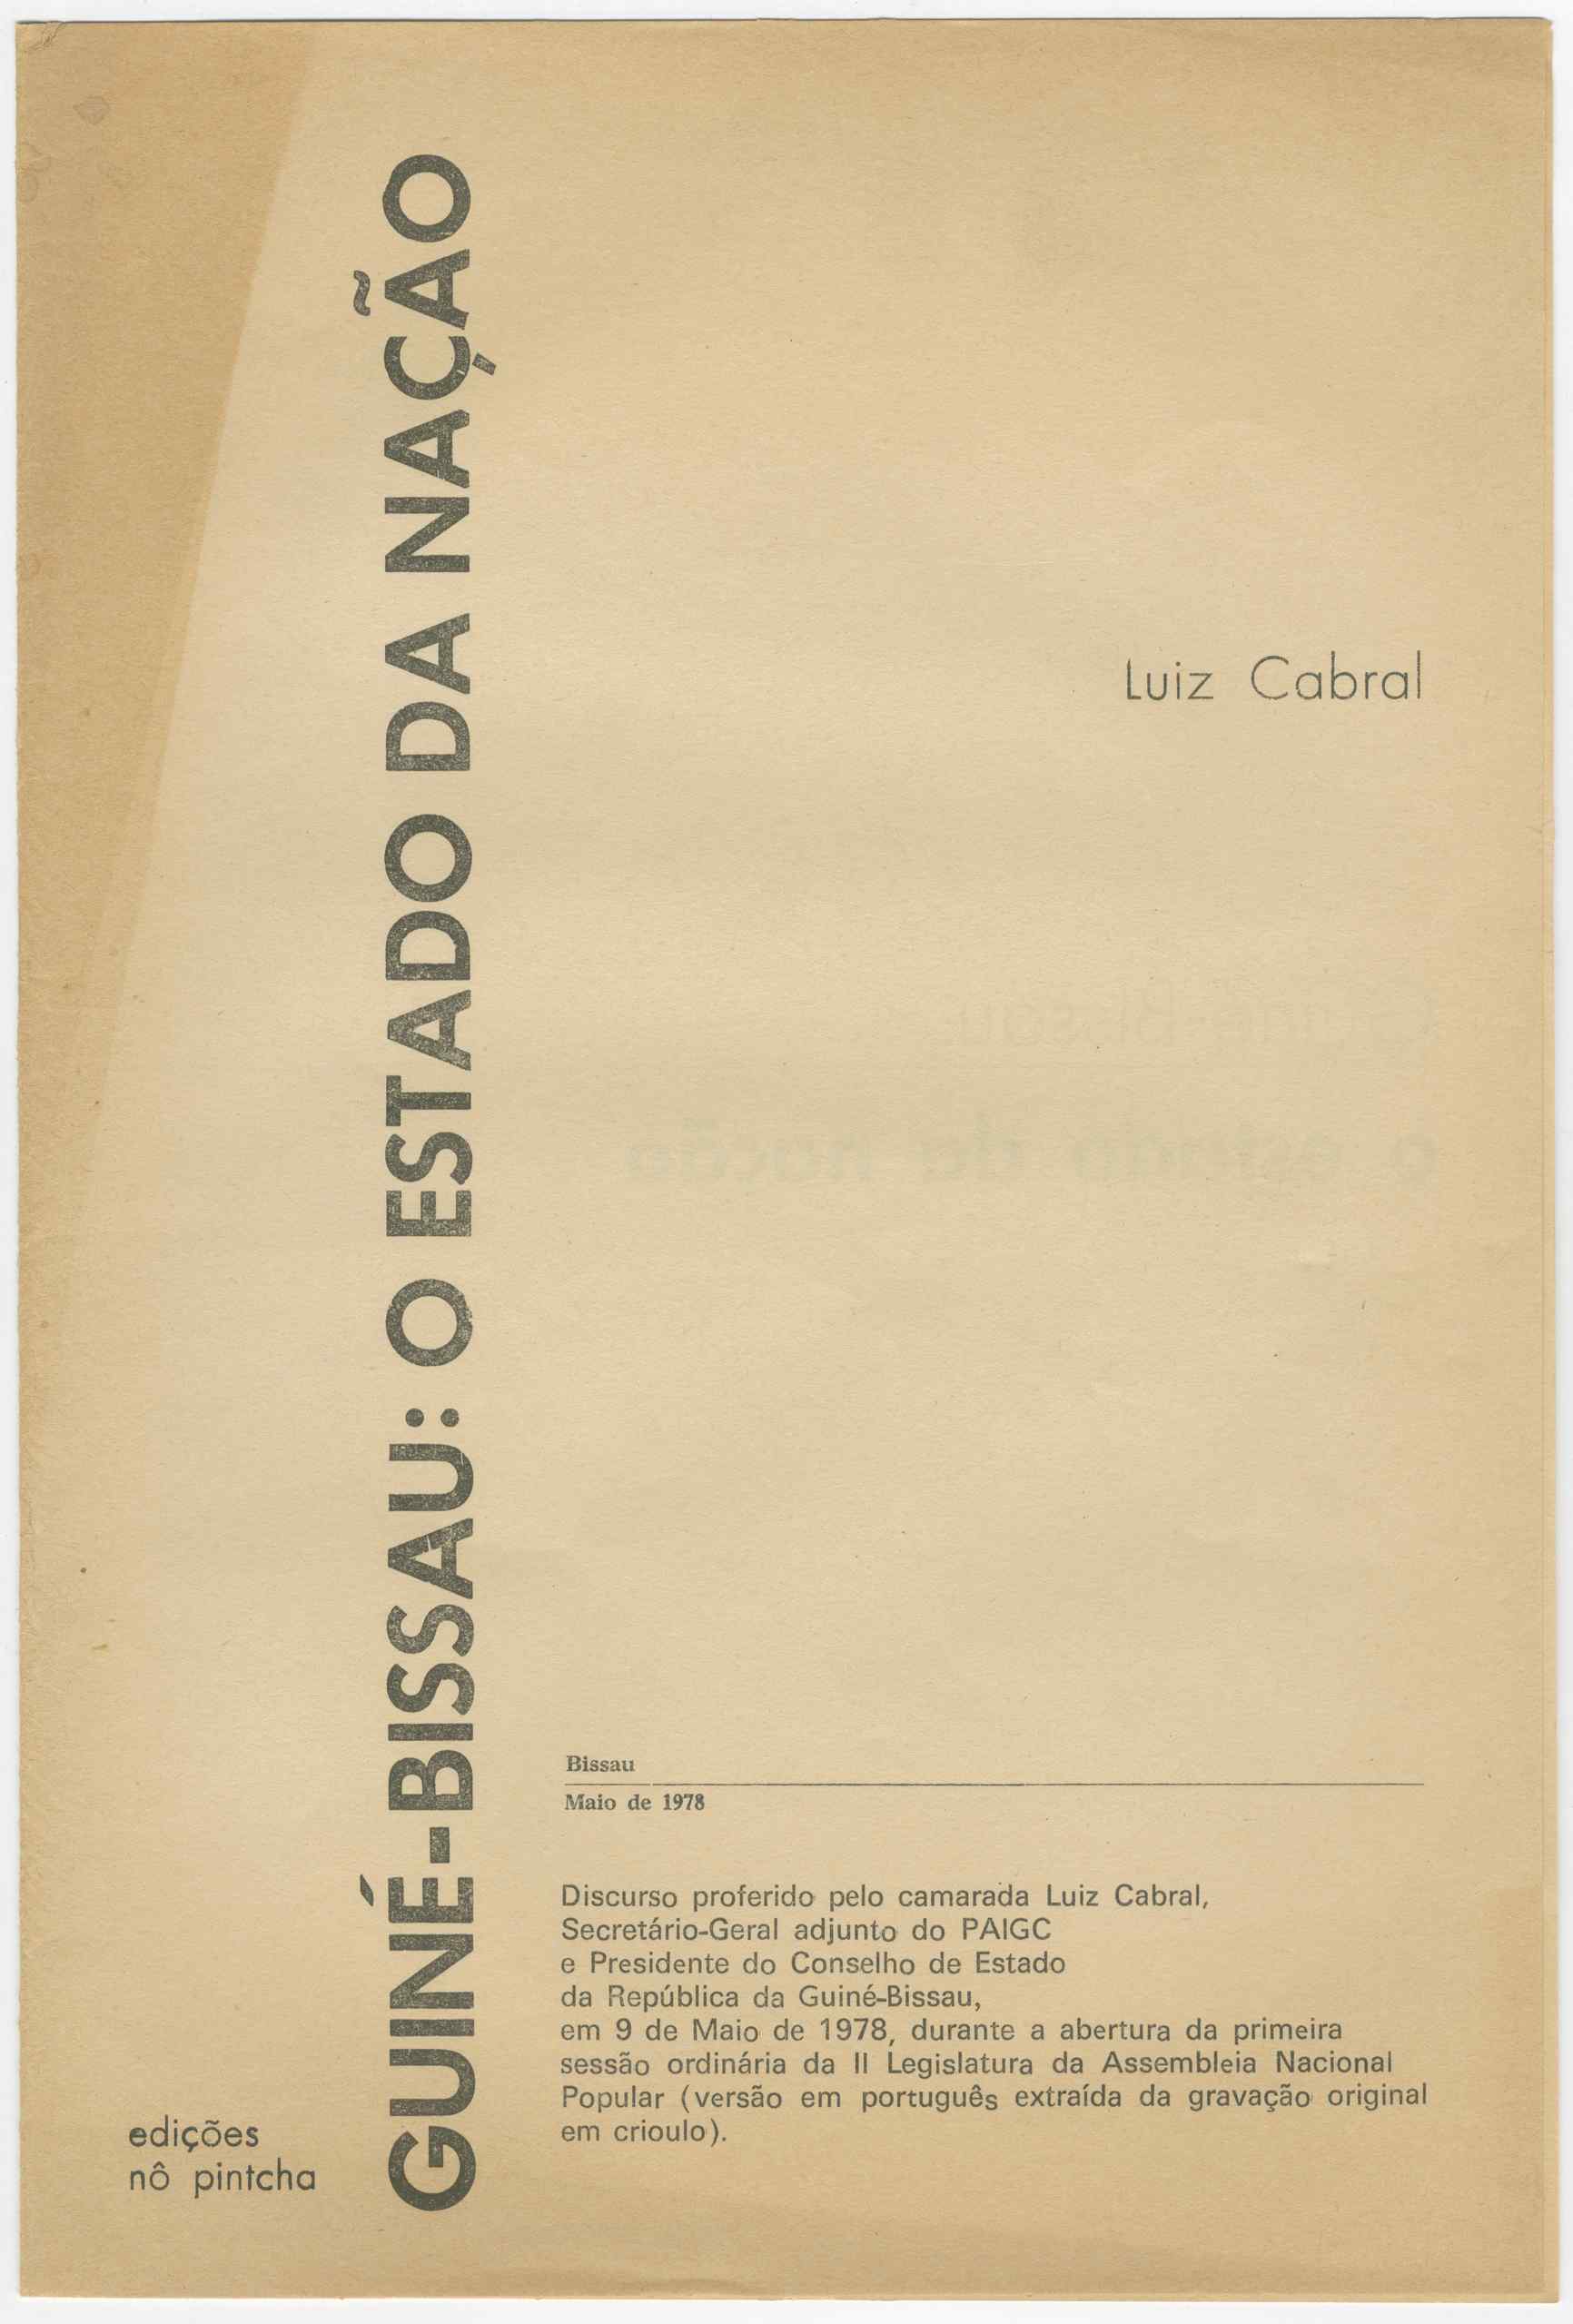 GUINÉ-BISSAU: O ESTADO DA NAÇÃO
Luiz Cabral
Bissau
Maio de 1978
Discurso proferido pelo camarada Luiz Cabral,
Secretário-Geral adjunto do PAIGC
e Presidente do Conselho de Estado
da República da Guiné-Bissau,
em 9 de Maio de 1978, durante a abertura da primeira
sessão ordinária da II Legislatura da Assembleia Nacional
Popular (versão em português extraída da gravação original
em crioulo).
edições
nô pintcha